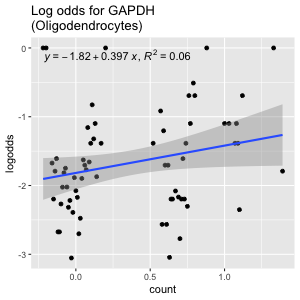 Log odds for GAPDH
(Oligodendrocytes)
y = −1.82 + 0.397 x, R² = 0.06
0
-1
-2
-3
logodds
0.0 0.5 1.0
count